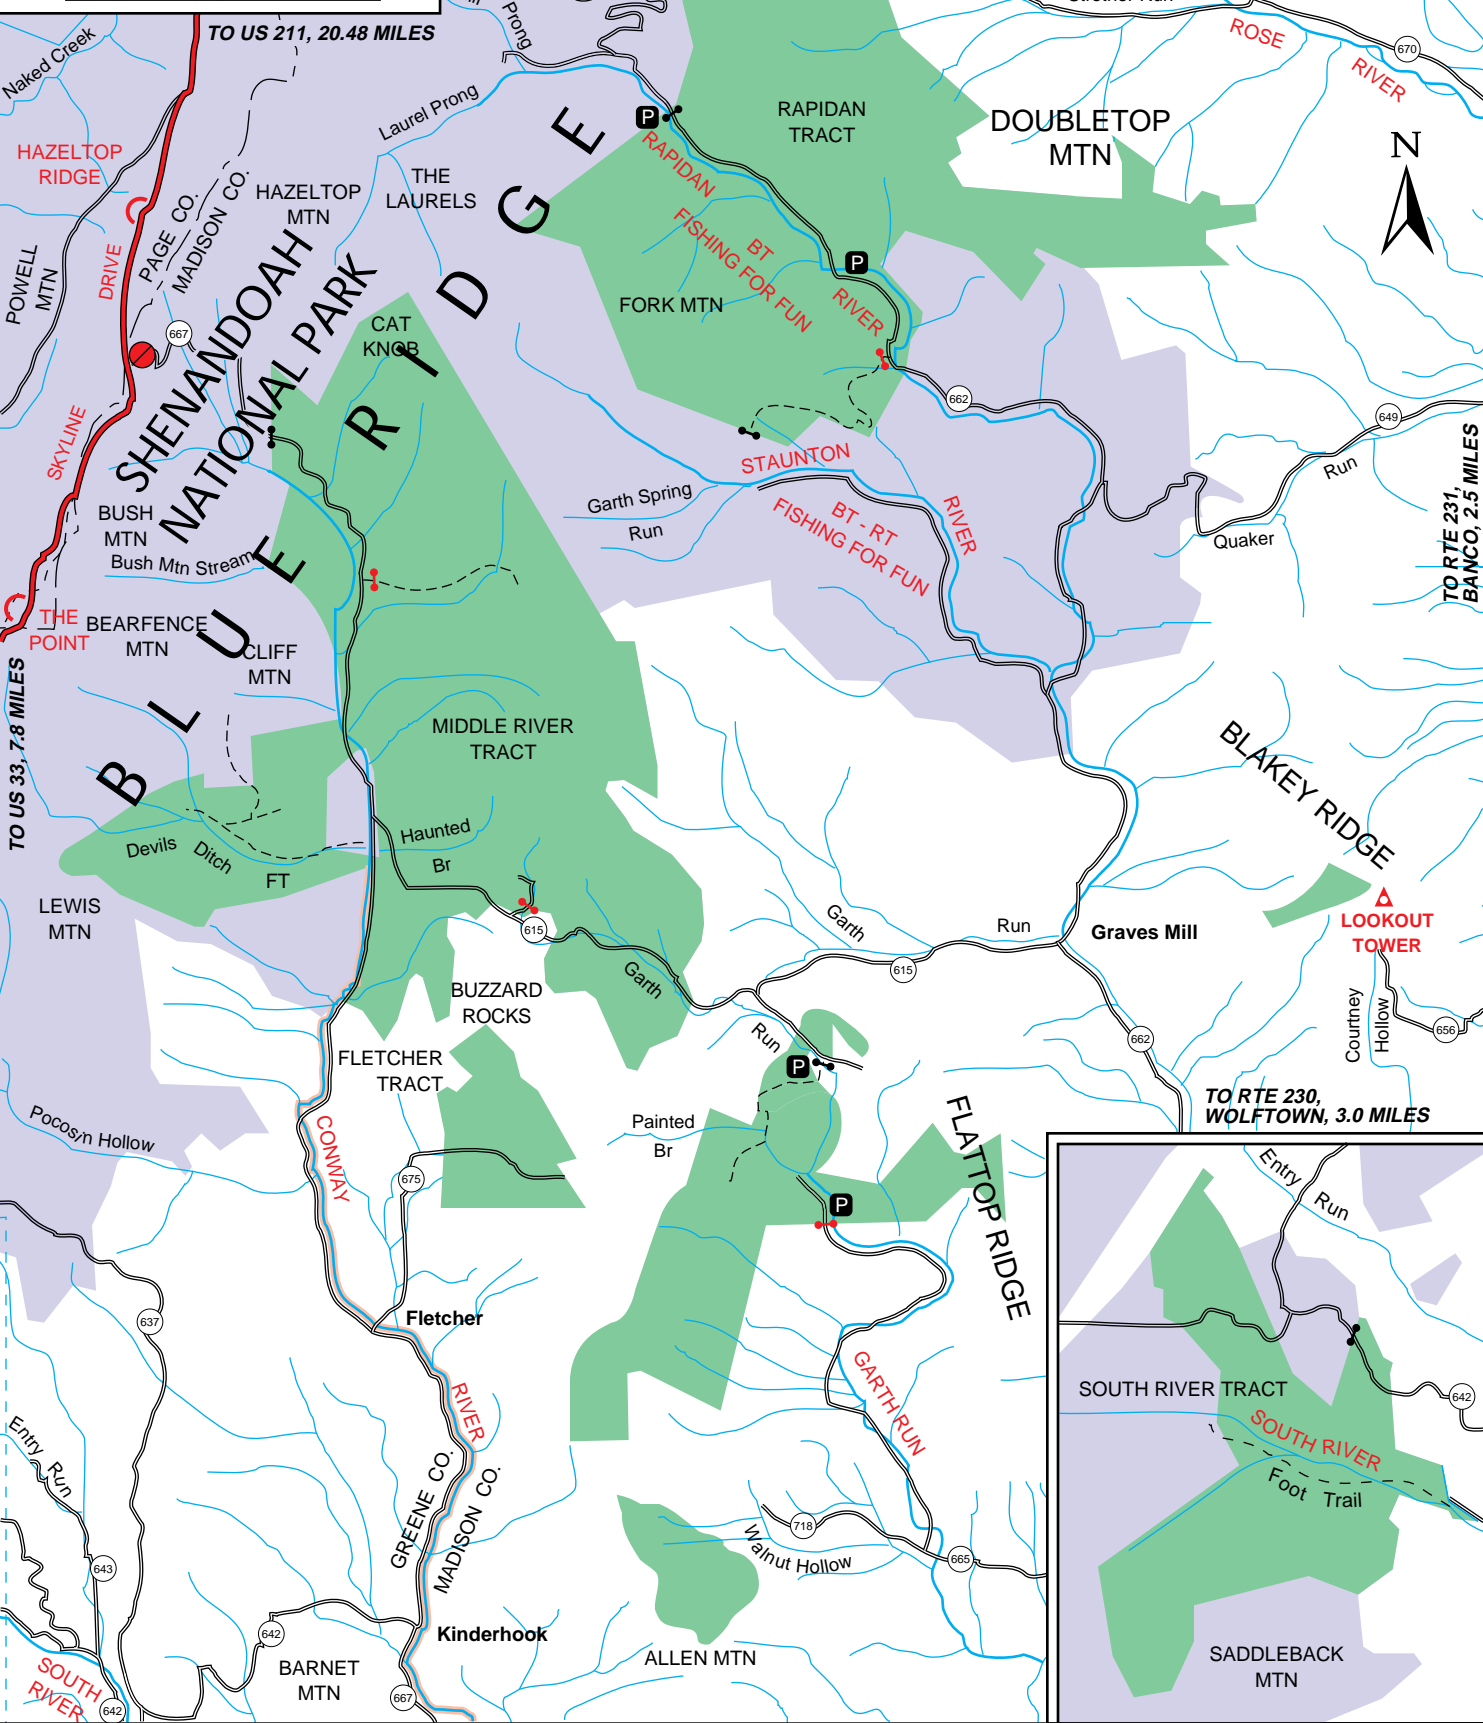 TO US 211, 20.48 MILES
Prong
Naked Creek
ROSE
RIVER
670
Laurel Prong
P
RAPIDAN
TRACT
DOUBLETOP
MTN
N
HAZELTOP
RIDGE
HAZELTOP
MTN
THE
LAURELS
RAPIDAN
RIVER
PAGE CO.
MADISON CO.
POWELL
MTN
DRIVE
BT
FISHING FOR FUN
P
FORK MTN
667
CAT
KNOB
SHENANDOAH
NATIONAL PARK
BLUE RIDGE
662
649
SKYLINE
STAUNTON
RIVER
Garth Spring
Run
BT - RT
FISHING FOR FUN
Quaker
Run
TO RTE 231,
BANCO, 2.5 MILES
BUSH
MTN
Bush Mtn Stream
THE
POINT
BEARFENCE
MTN
CLIFF
MTN
TO US 33, 7.8 MILES
MIDDLE RIVER
TRACT
BLAKEY RIDGE
Devils
Ditch
FT
Haunted
Br
LEWIS
MTN
615
Garth
Run
Garth
Run
615
Graves Mill
LOOKOUT
TOWER
Courtney
Hollow
656
BUZZARD
ROCKS
FLETCHER
TRACT
P
662
TO RTE 230,
WOLFTOWN, 3.0 MILES
Pocosin Hollow
CONWAY
RIVER
Painted
Br
FLATTOP RIDGE
675
P
637
Fletcher
GARTH RUN
Entry
Run
GREENE CO.
MADISON CO.
718
Walnut Hollow
665
643
642
Kinderhook
ALLEN MTN
BARNET
MTN
667
SOUTH
RIVER
642
Entry
Run
SOUTH RIVER TRACT
642
SOUTH RIVER
Foot
Trail
SADDLEBACK
MTN